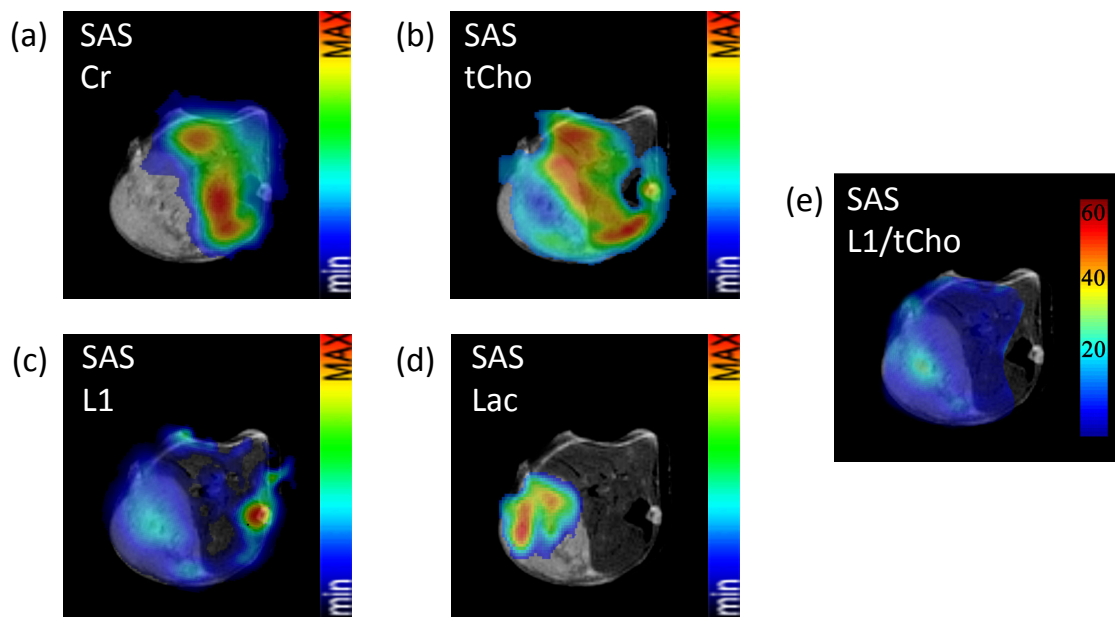 (a)
SAS
Cr
MAX
min
(b)
SAS
tCho
MAX
min
(c)
SAS
L1
MAX
min
(d)
SAS
Lac
MAX
min
(e)
SAS
L1/tCho
60
40
20